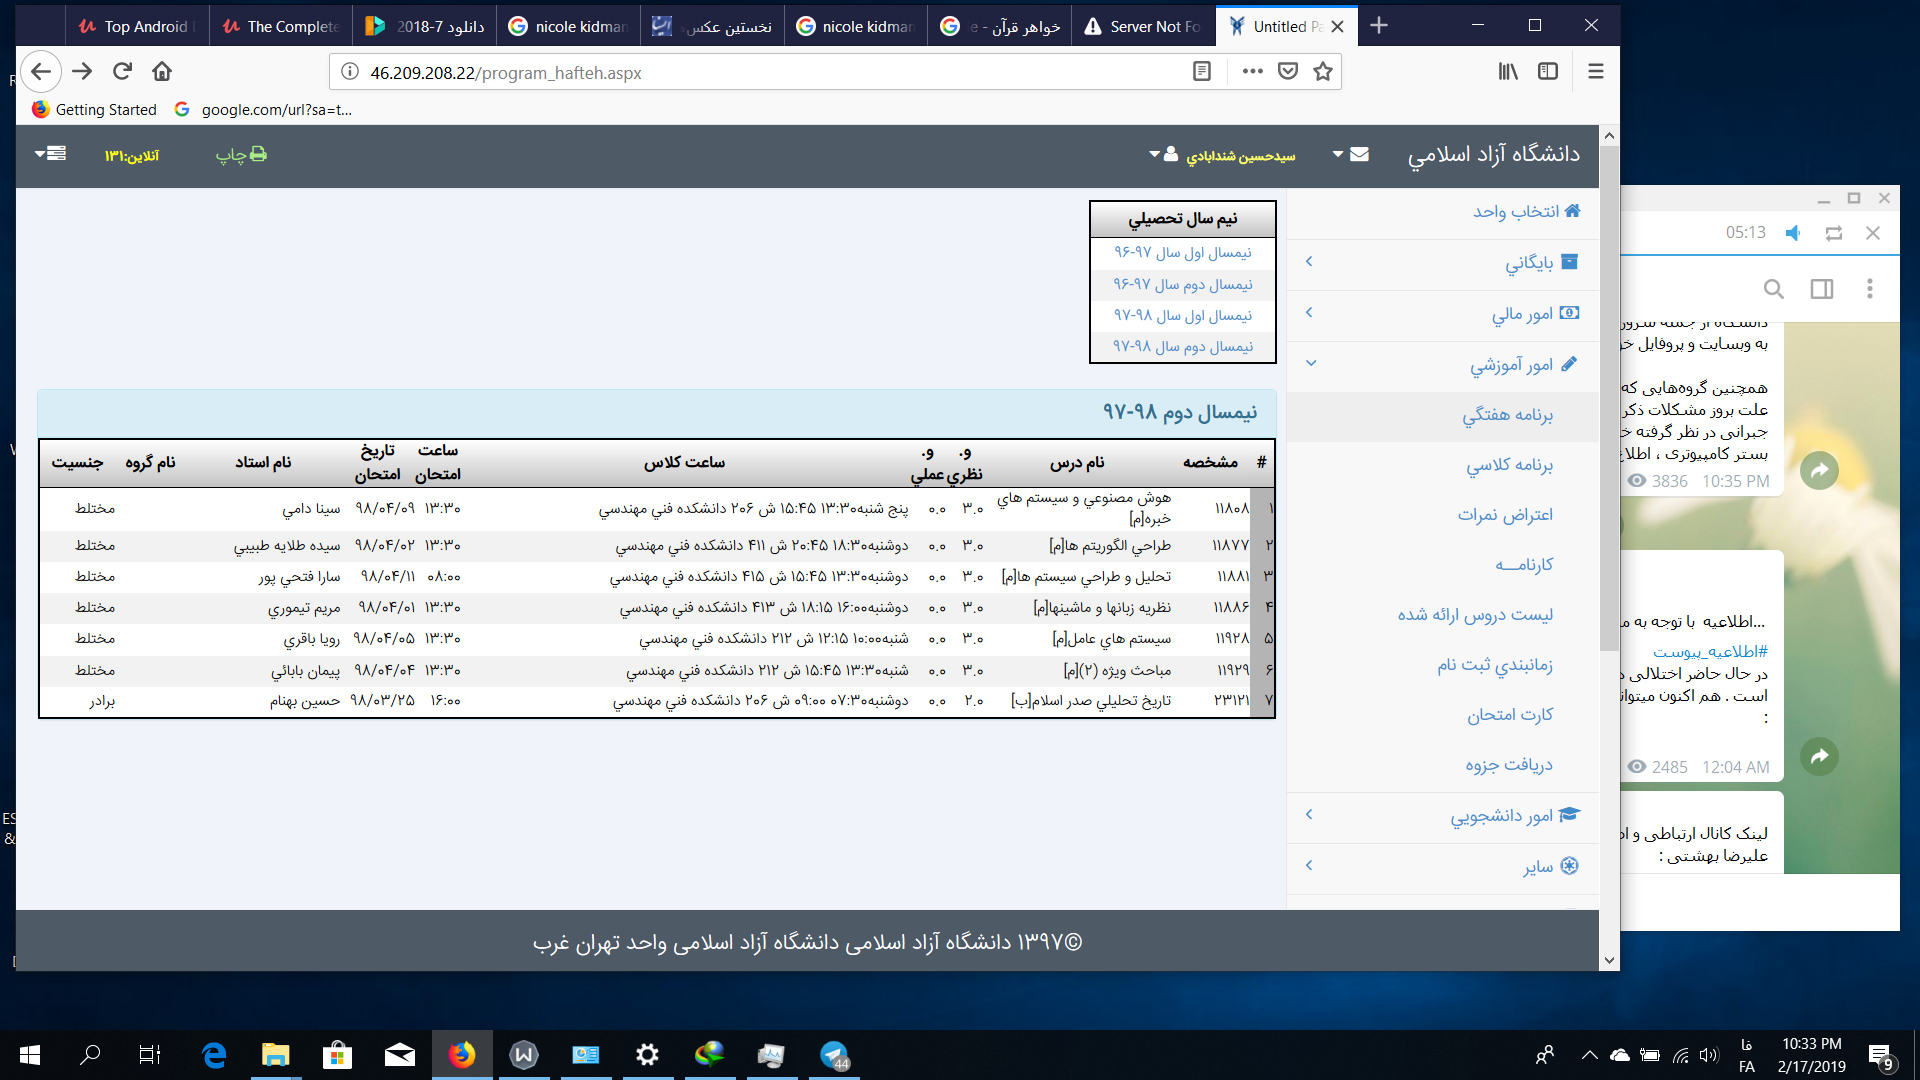 Top Android
The Complete
دانلود 7-2018
nicole kidman
نخستین عکس
nicole kidman
خواهر قرآن -
Server Not Fo
Untitled Pa
46.209.208.22/program_hafteh.aspx
Getting Started
google.com/url?sa=t...
دانشگاه آزاد اسلامي
سيدحسين شندابادي
چاپ
آنلاين:۱۳۱
انتخاب واحد
بايگاني
امور مالي
امور آموزشي
برنامه هفتگي
برنامه کلاسي
اعتراض نمرات
کارنامــه
ليست دروس ارائه شده
زمانبندي ثبت نام
کارت امتحان
دريافت جزوه
امور دانشجويي
ساير
نيم سال تحصيلي
نيمسال اول سال ۹۷-۹۶
نيمسال دوم سال ۹۷-۹۶
نيمسال اول سال ۹۸-۹۷
نيمسال دوم سال ۹۸-۹۷
نيمسال دوم ۹۸-۹۷
# مشخصه نام درس و. نظري و. عملي ساعت کلاس ساعت امتحان تاريخ امتحان نام استاد نام گروه جنسيت
۱ ۱۱۸۰۸ هوش مصنوعي و سيستم هاي خبره[م] ۳.۰ ۰.۰ پنج شنبه۱۳:۳۰ ۱۵:۴۵ ش ۲۰۶ دانشکده فني مهندسي ۱۳:۳۰ ۹۸/۰۴/۰۹ سينا دامي مختلط
۲ ۱۱۸۷۷ طراحي الگوريتم ها[م] ۳.۰ ۰.۰ دوشنبه۱۸:۳۰ ۲۰:۴۵ ش ۴۱۱ دانشکده فني مهندسي ۱۳:۳۰ ۹۸/۰۴/۰۲ سيده طلايه طبيبي مختلط
۳ ۱۱۸۸۱ تحليل و طراحي سيستم ها[م] ۳.۰ ۰.۰ دوشنبه۱۳:۳۰ ۱۵:۴۵ ش ۴۱۵ دانشکده فني مهندسي ۰۸:۰۰ ۹۸/۰۴/۱۱ سارا فتحي پور مختلط
۴ ۱۱۸۸۶ نظريه زبانها و ماشينها[م] ۳.۰ ۰.۰ دوشنبه۱۶:۰۰ ۱۸:۱۵ ش ۴۱۳ دانشکده فني مهندسي ۱۳:۳۰ ۹۸/۰۴/۰۱ مريم تيموري مختلط
۵ ۱۱۹۲۸ سيستم هاي عامل[م] ۳.۰ ۰.۰ شنبه۱۰:۰۰ ۱۲:۱۵ ش ۲۱۲ دانشکده فني مهندسي ۱۳:۳۰ ۹۸/۰۴/۰۵ رويا باقري مختلط
۶ ۱۱۹۲۹ مباحث ويژه (۲)[م] ۳.۰ ۰.۰ شنبه۱۳:۳۰ ۱۵:۴۵ ش ۲۱۲ دانشکده فني مهندسي ۱۳:۳۰ ۹۸/۰۴/۰۴ پيمان بابائي مختلط
۷ ۲۳۱۲۱ تاريخ تحليلي صدر اسلام[ب] ۲.۰ ۰.۰ دوشنبه۰۷:۳۰ ۰۹:۰۰ ش ۲۰۶ دانشکده فني مهندسي ۱۶:۰۰ ۹۸/۰۳/۲۵ حسين بهنام برادر
©۱۳۹۷ دانشگاه آزاد اسلامی دانشگاه آزاد اسلامی واحد تهران غرب
05:13
به وبسایت و پروفایل
همچنین گروه‌هایی که
علت بروز مشکلات ذکر
جبرانی در نظر گرفته
بستر کامپیوتری ، اطلاع
3836 10:35 PM
...اطلاعیه با توجه به
#اطلاعیه_پیوست
در حال حاضر اختلالی
است . هم اکنون
:
2485 12:04 AM
لینک کانال ارتباطی و
علیرضا بهشتی :
44
فا
FA
10:33 PM
2/17/2019
9